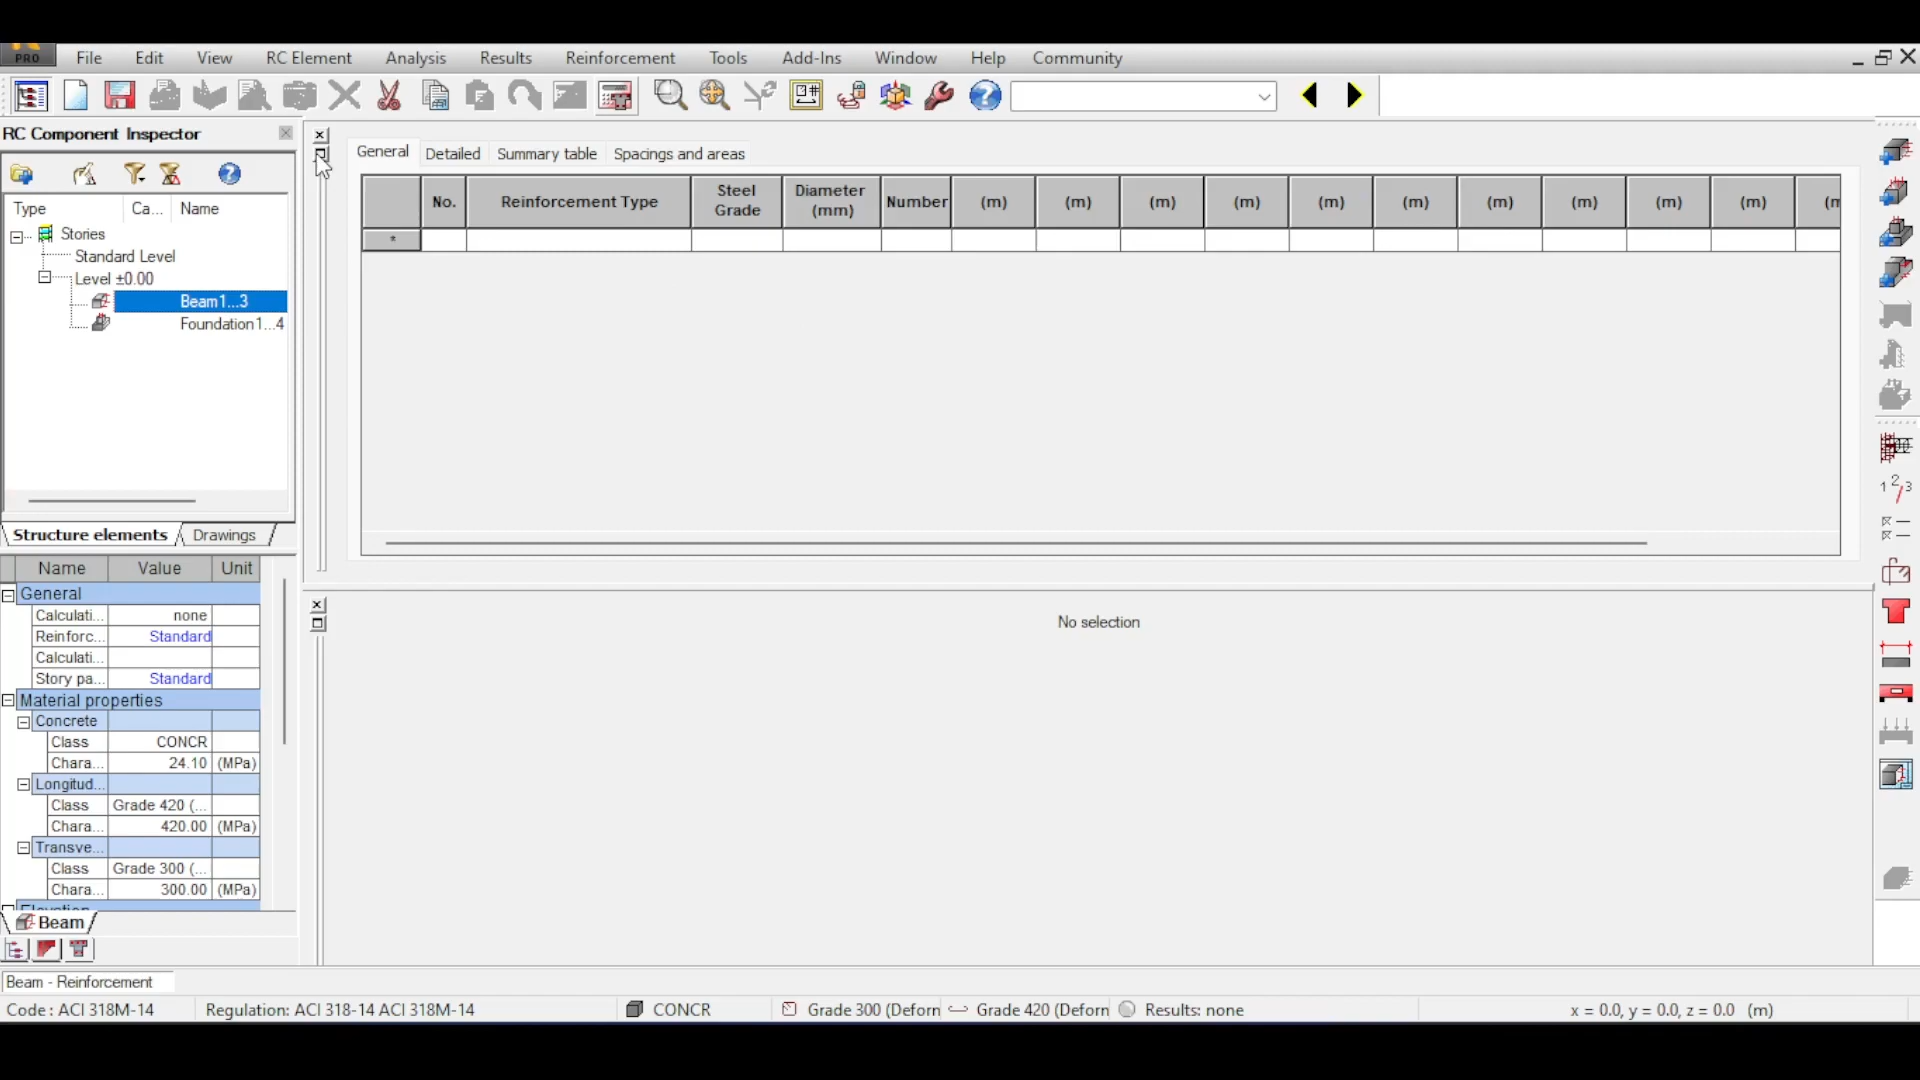 PRO File Edit View RC Element Analysis Results Reinforcement Tools Add-Ins Window Help Community
RC Component Inspector
Type Ca... Name
Stories
Standard Level
Level ±0.00
Beam1...3
Foundation1...4
Structure elements Drawings
Name Value Unit
General
Calculati... none
Reinforc... Standard
Calculati...
Story pa... Standard
Material properties
Concrete
Class CONCR
Chara... 24.10 (MPa)
Longitud...
Class Grade 420 (...
Chara... 420.00 (MPa)
Transve...
Class Grade 300 (...
Chara... 300.00 (MPa)
Elevation
Beam
General Detailed Summary table Spacings and areas
No. Reinforcement Type Steel Grade Diameter (mm) Number (m) (m) (m) (m) (m) (m) (m) (m) (m) (m)
*
No selection
Beam - Reinforcement
Code : ACI 318M-14 Regulation: ACI 318-14 ACI 318M-14 CONCR Grade 300 (Deforn Grade 420 (Deforn Results: none x = 0.0, y = 0.0, z = 0.0 (m)